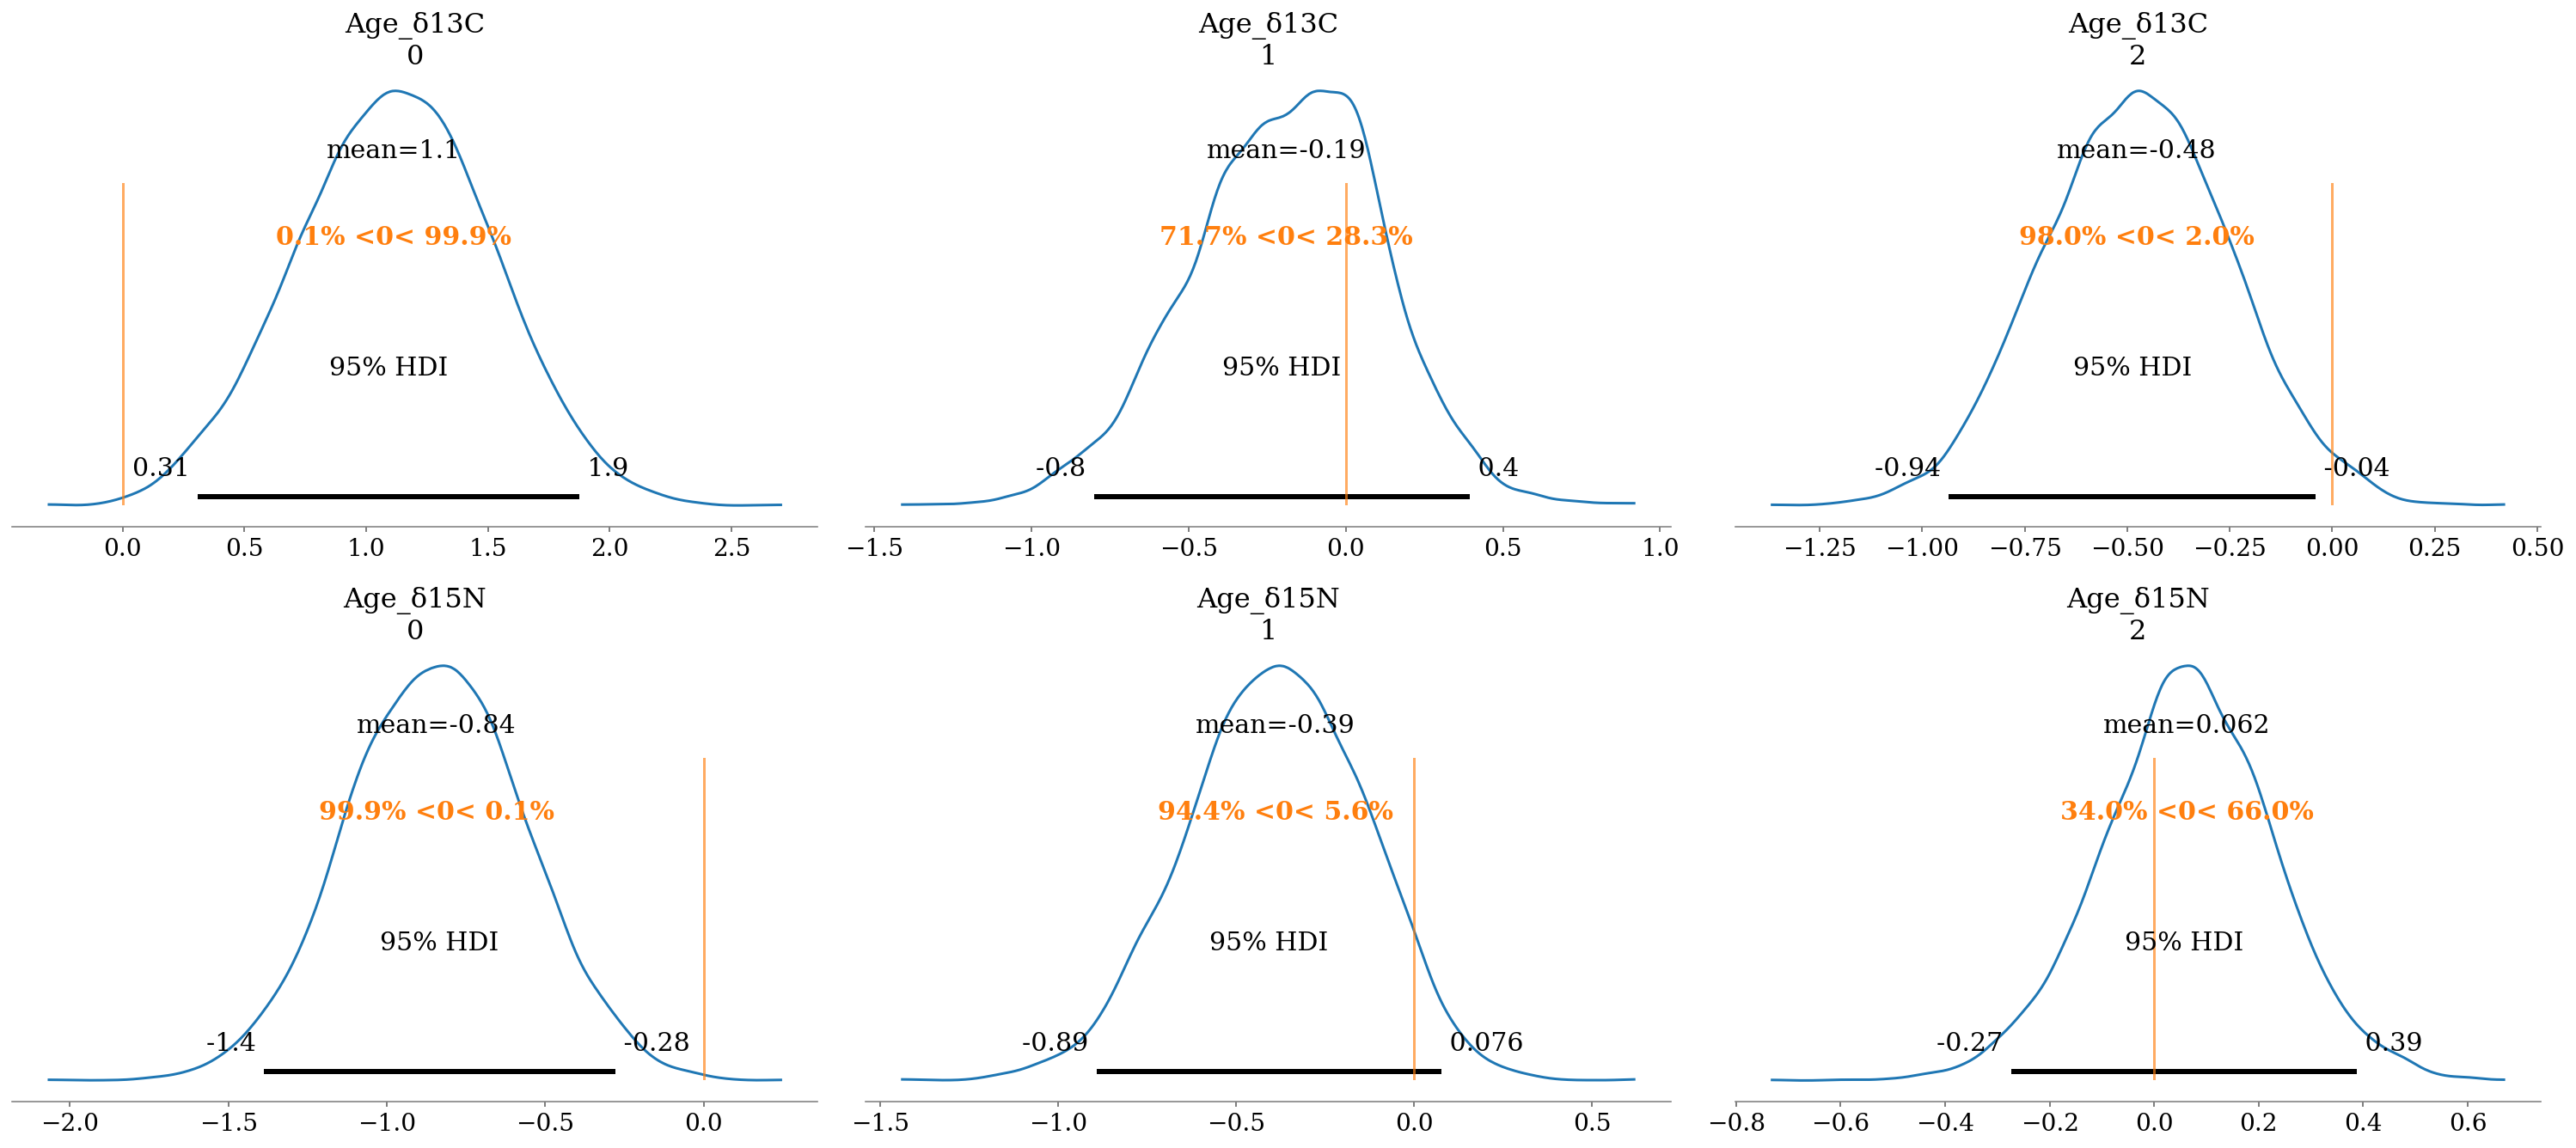 Age_δ13C
0
mean=1.1
0.1% <0< 99.9%
95% HDI
0.31 1.9
0.0 0.5 1.0 1.5 2.0 2.5
Age_δ13C
1
mean=-0.19
71.7% <0< 28.3%
95% HDI
-0.8 0.4
−1.5 −1.0 −0.5 0.0 0.5 1.0
Age_δ13C
2
mean=-0.48
98.0% <0< 2.0%
95% HDI
-0.94 -0.04
−1.25 −1.00 −0.75 −0.50 −0.25 0.00 0.25 0.50
Age_δ15N
0
mean=-0.84
99.9% <0< 0.1%
95% HDI
-1.4 -0.28
−2.0 −1.5 −1.0 −0.5 0.0
Age_δ15N
1
mean=-0.39
94.4% <0< 5.6%
95% HDI
-0.89 0.076
−1.5 −1.0 −0.5 0.0 0.5
Age_δ15N
2
mean=0.062
34.0% <0< 66.0%
95% HDI
-0.27 0.39
−0.8 −0.6 −0.4 −0.2 0.0 0.2 0.4 0.6